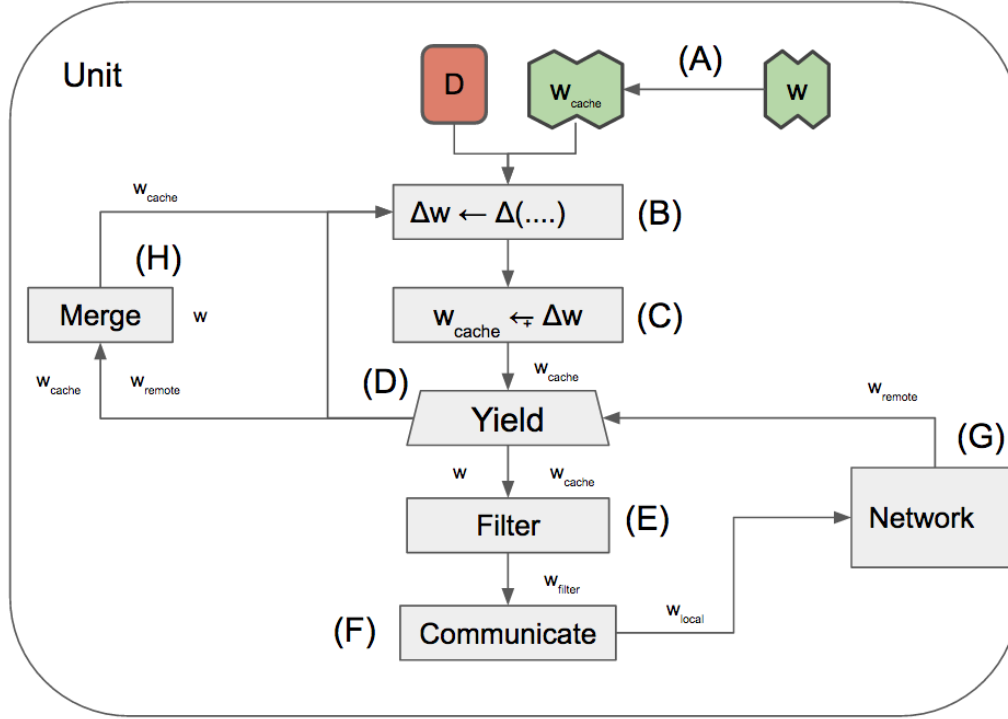 Unit
D
w_cache
(A)
w
w_cache
Δw ← Δ(....)
(B)
(H)
Merge
w
w_cache ↽+ Δw
(C)
w_cache
w_remote
(D)
w_cache
Yield
w_remote
(G)
w
w_cache
Filter
(E)
Network
w_filter
(F)
Communicate
w_local